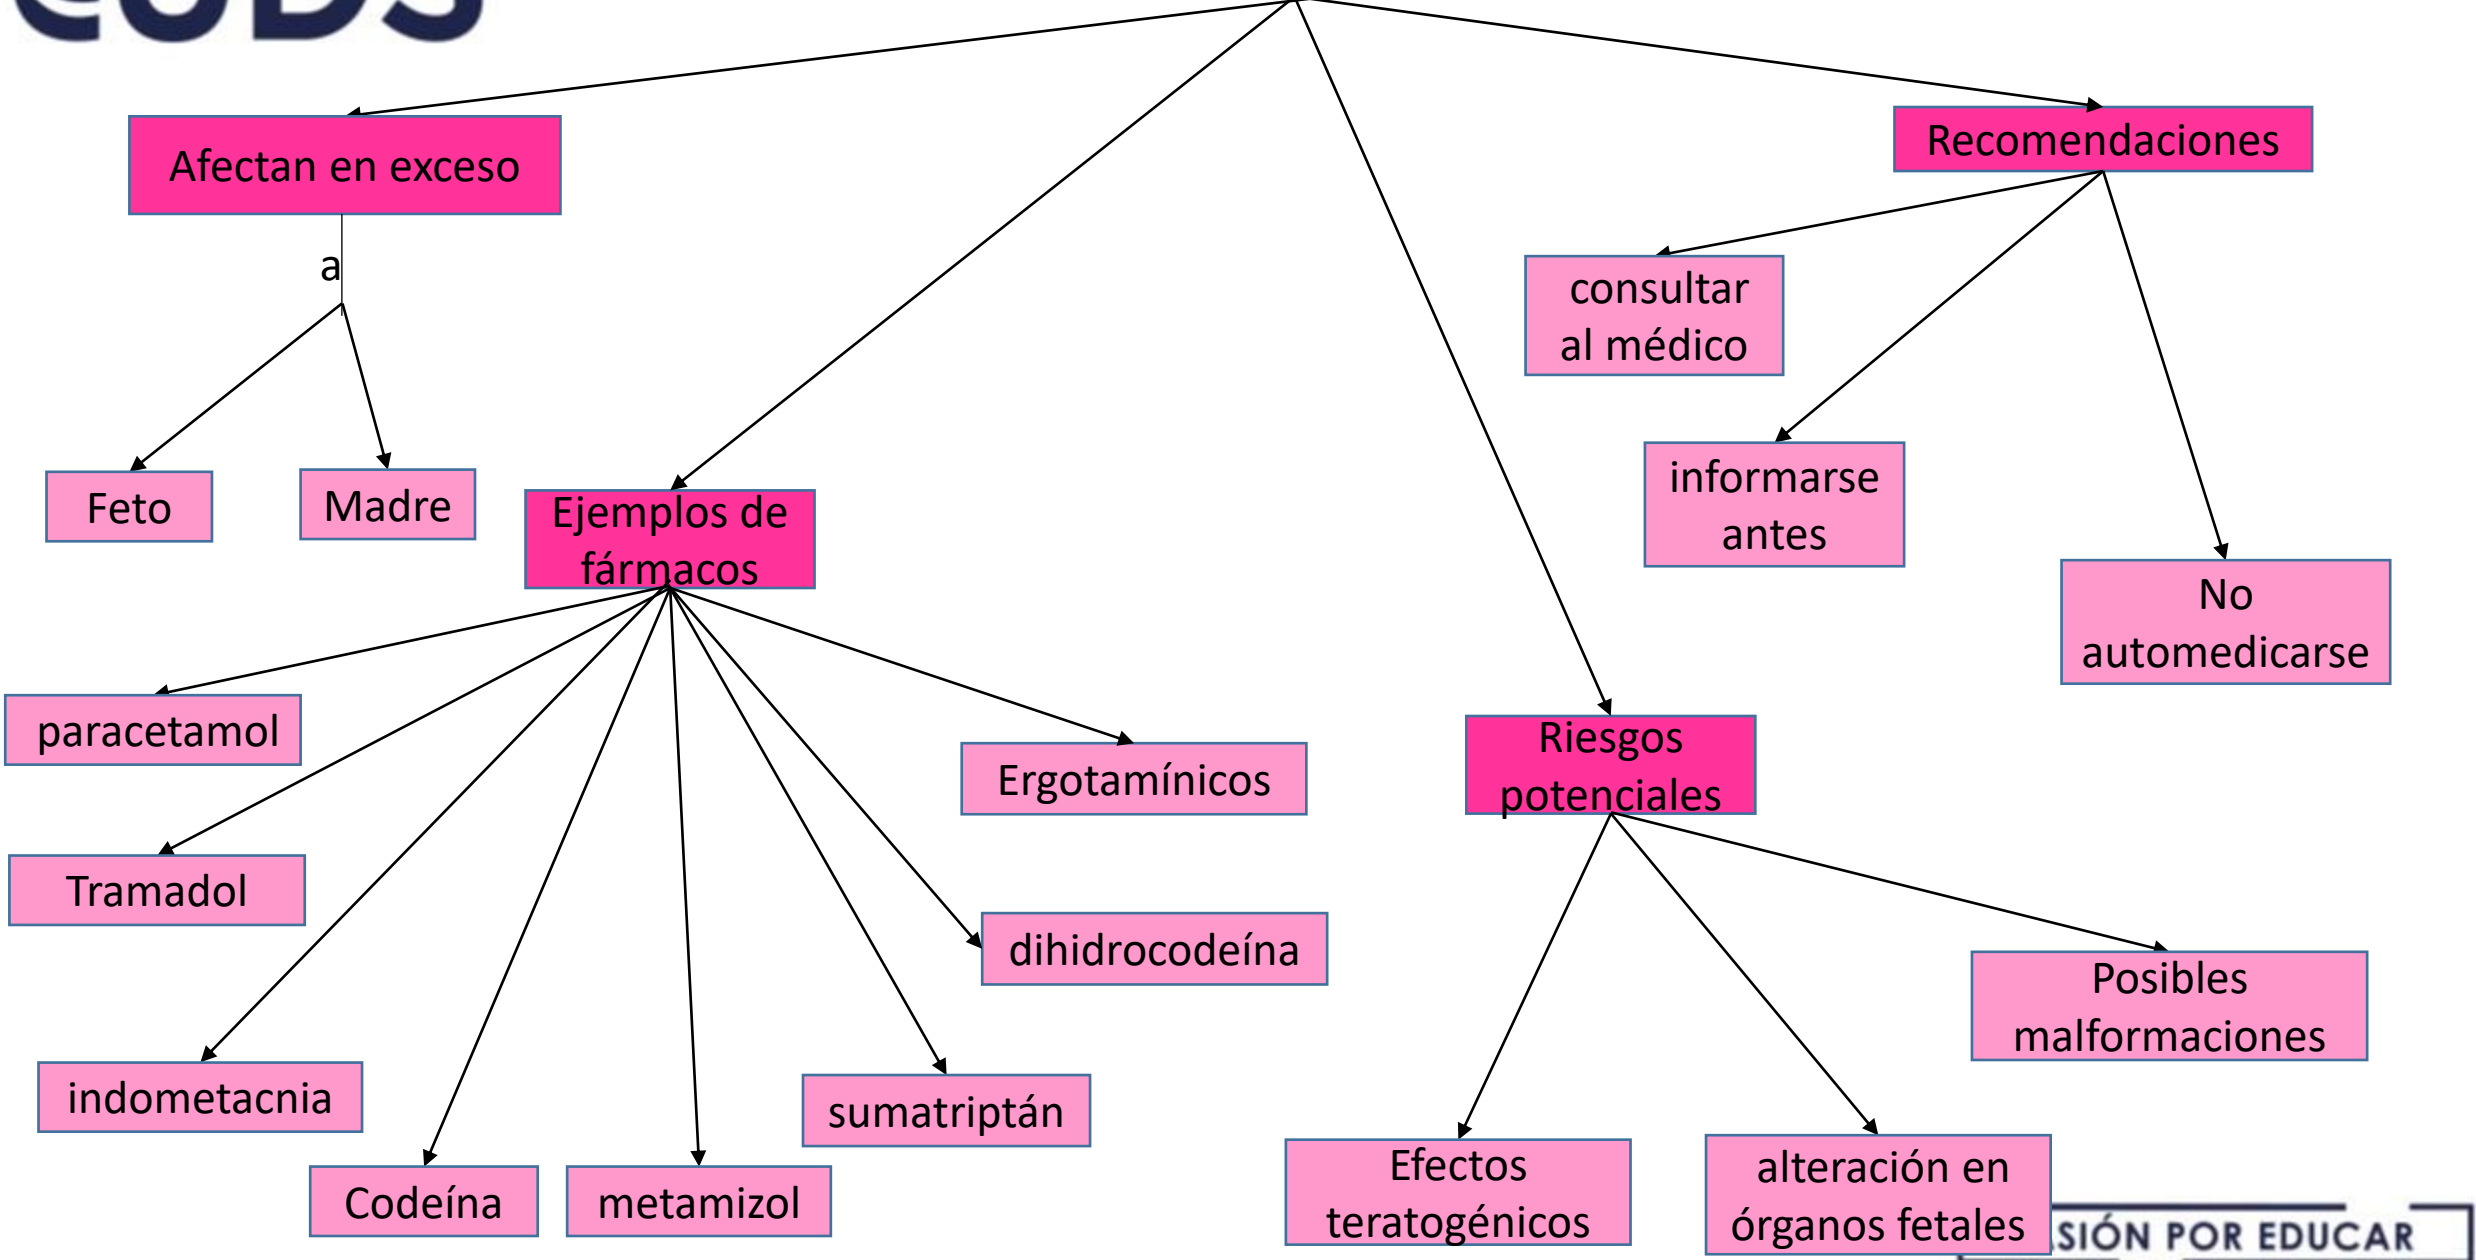 Afectan en exceso
a
Feto
Madre
Ejemplos de
fármacos
paracetamol
Tramadol
indometacnia
Codeína
metamizol
sumatriptán
dihidrocodeína
Ergotamínicos
Riesgos
potenciales
Efectos
teratogénicos
alteración en
órganos fetales
Posibles
malformaciones
Recomendaciones
consultar
al médico
informarse
antes
No
automedicarse
SIÓN POR EDUCAR